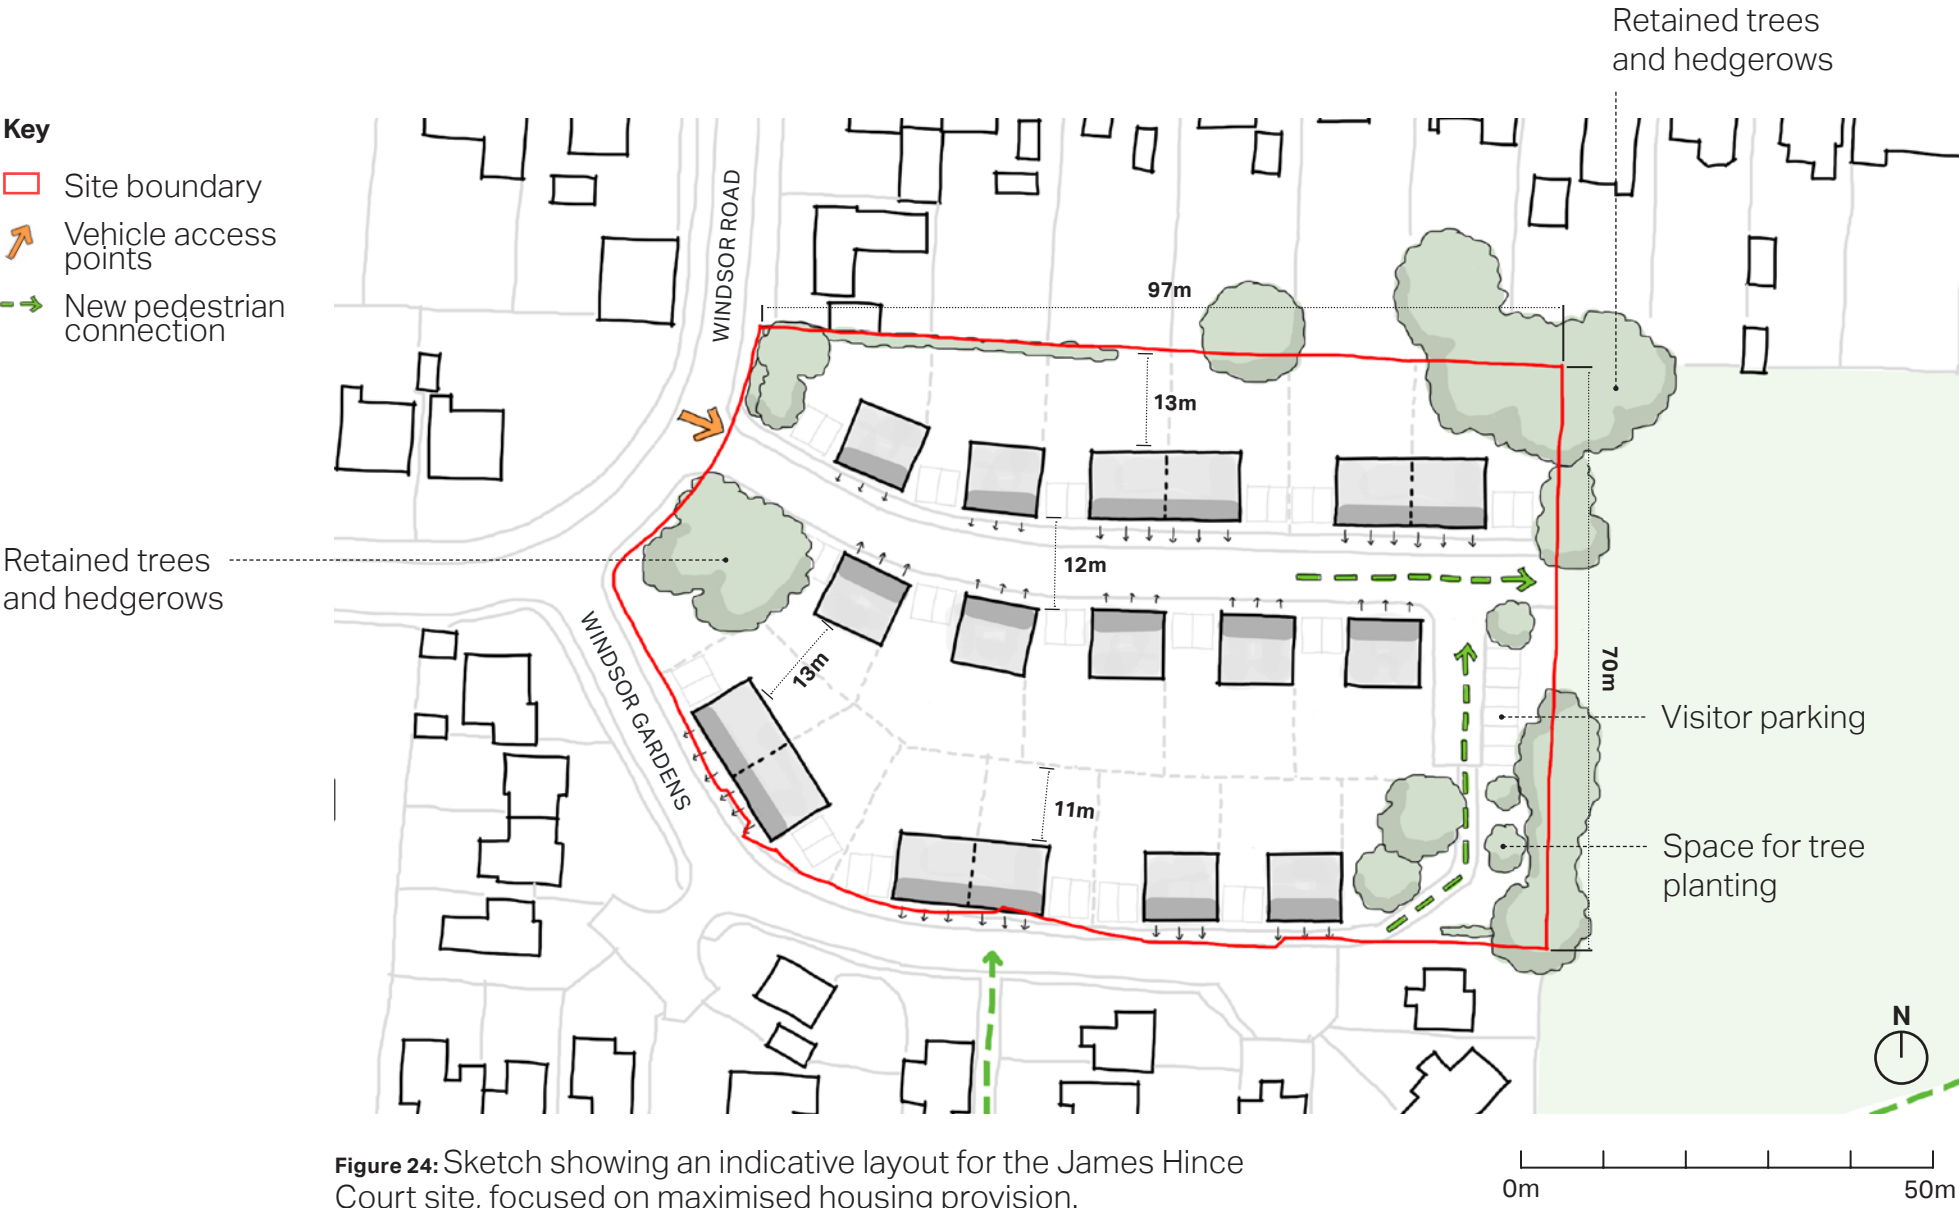 Retained trees
and hedgerows
Key
Site boundary
Vehicle access
points
New pedestrian
connection
WINDSOR ROAD
97m
13m
12m
Retained trees
and hedgerows
WINDSOR GARDENS
13m
70m
Visitor parking
11m
Space for tree
planting
N
Figure 24: Sketch showing an indicative layout for the James Hince
Court site, focused on maximised housing provision.
0m
50m